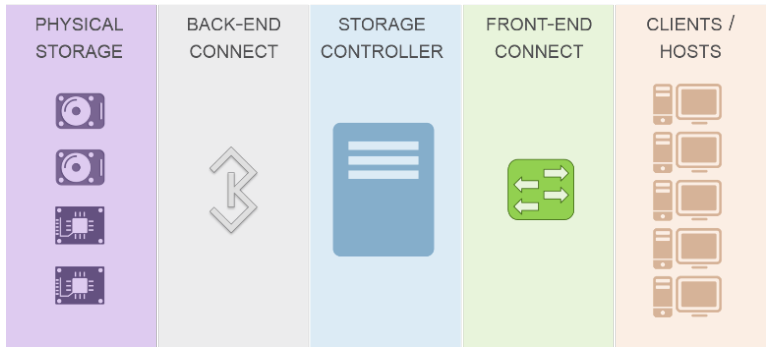 PHYSICAL
STORAGE
BACK-END
CONNECT
STORAGE
CONTROLLER
FRONT-END
CONNECT
CLIENTS /
HOSTS